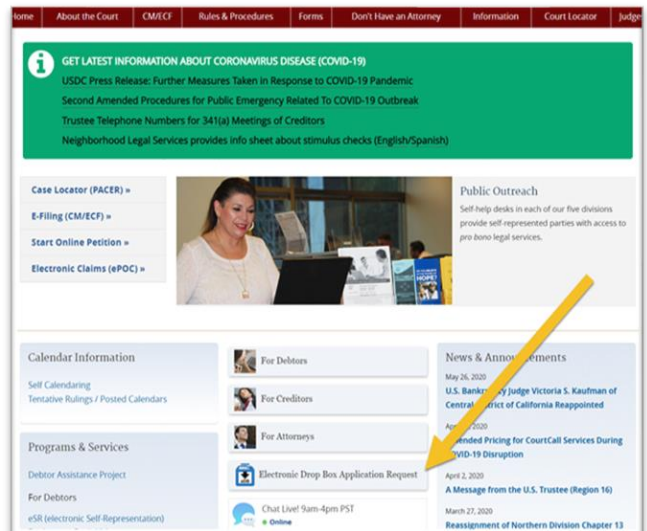 Home About the Court CM/ECF Rules & Procedures Forms Don't Have an Attorney Information Court Locator Judges
GET LATEST INFORMATION ABOUT CORONAVIRUS DISEASE (COVID-19)
USDC Press Release: Further Measures Taken in Response to COVID-19 Pandemic
Second Amended Procedures for Public Emergency Related To COVID-19 Outbreak
Trustee Telephone Numbers for 341(a) Meetings of Creditors
Neighborhood Legal Services provides info sheet about stimulus checks (English/Spanish)
Case Locator (PACER) »
E-Filing (CM/ECF) »
Start Online Petition »
Electronic Claims (ePOC) »
Public Outreach
Self-help desks in each of our five divisions
provide self-represented parties with access to
pro bono legal services.
Calendar Information
Self Calendaring
Tentative Rulings / Posted Calendars
Programs & Services
Debtor Assistance Project
For Debtors
eSR (electronic Self-Representation)
For Debtors
For Creditors
For Attorneys
Electronic Drop Box Application Request
Chat Live! 9am-4pm PST
Online
News & Announcements
May 26, 2020
U.S. Bankruptcy Judge Victoria S. Kaufman of
Central District of California Reappointed
2020
Amended Pricing for CourtCall Services During
COVID-19 Disruption
April 2, 2020
A Message from the U.S. Trustee (Region 16)
March 27, 2020
Reassignment of Northern Division Chapter 13